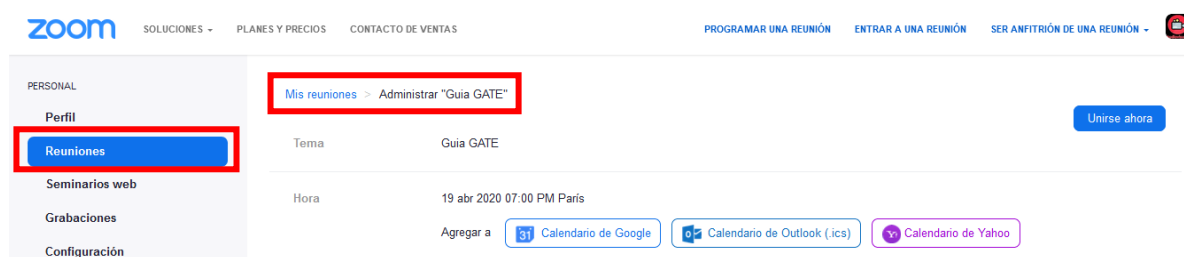 zoom SOLUCIONES PLANES Y PRECIOS CONTACTO DE VENTAS PROGRAMAR UNA REUNIÓN ENTRAR A UNA REUNIÓN SER ANFITRIÓN DE UNA REUNIÓN
PERSONAL
Perfil
Reuniones
Seminarios web
Grabaciones
Configuración
Mis reuniones > Administrar "Guia GATE"
Unirse ahora
Tema Guia GATE
Hora 19 abr 2020 07:00 PM París
Agregar a 31 Calendario de Google Calendario de Outlook (.ics) Calendario de Yahoo